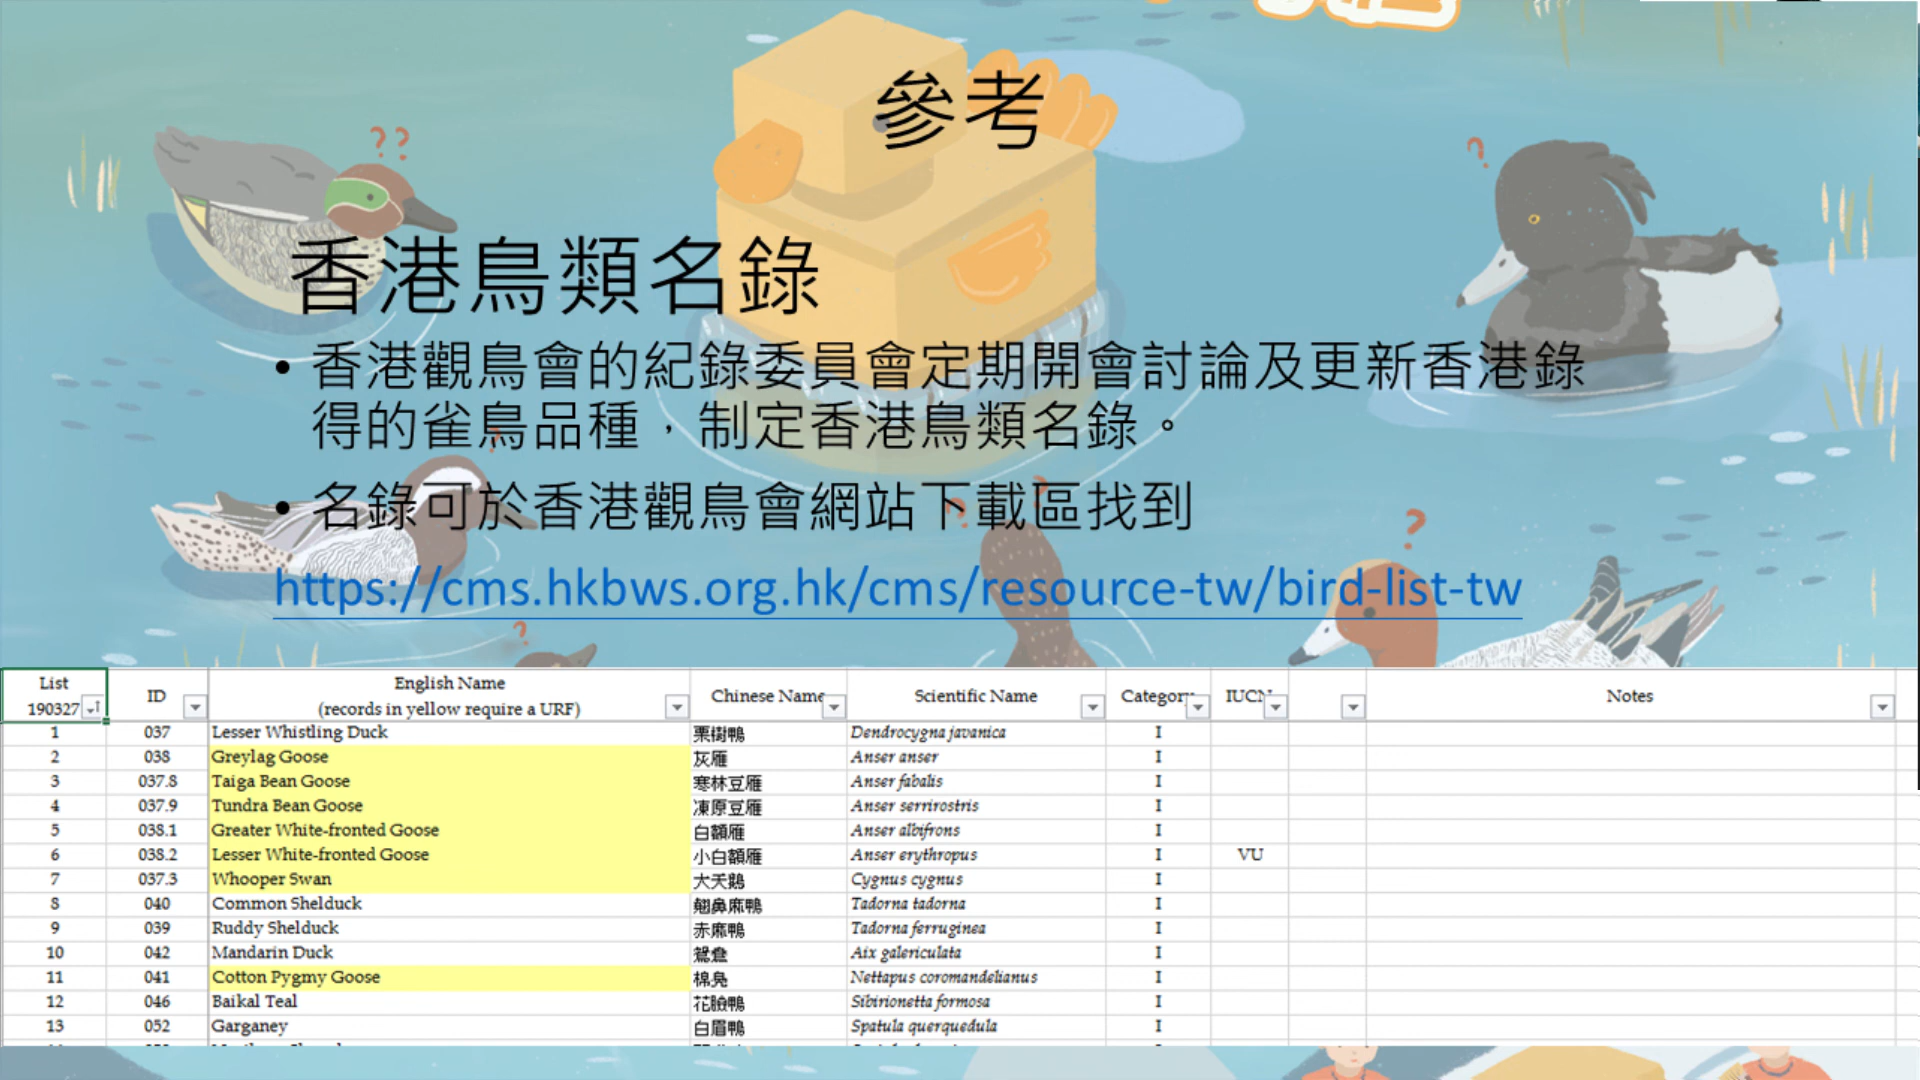 參考
香港鳥類名錄
• 香港觀鳥會的紀錄委員會定期開會討論及更新香港錄
得的雀鳥品種，制定香港鳥類名錄。
• 名錄可於香港觀鳥會網站下載區找到
https://cms.hkbws.org.hk/cms/resource-tw/bird-list-tw
List 190327 ID English Name (records in yellow require a URF) Chinese Name Scientific Name Category IUCN Notes
1 037 Lesser Whistling Duck 栗樹鴨 Dendrocygna javanica I
2 038 Greylag Goose 灰雁 Anser anser I
3 037.8 Taiga Bean Goose 寒林豆雁 Anser fabalis I
4 037.9 Tundra Bean Goose 凍原豆雁 Anser serrirostris I
5 038.1 Greater White-fronted Goose 白額雁 Anser albifrons I
6 038.2 Lesser White-fronted Goose 小白額雁 Anser erythropus I VU
7 037.3 Whooper Swan 大天鵝 Cygnus cygnus I
8 040 Common Shelduck 翹鼻麻鴨 Tadorna tadorna I
9 039 Ruddy Shelduck 赤麻鴨 Tadorna ferruginea I
10 042 Mandarin Duck 鴛鴦 Aix galericulata I
11 041 Cotton Pygmy Goose 棉鳧 Nettapus coromandelianus I
12 046 Baikal Teal 花臉鴨 Sibirionetta formosa I
13 052 Garganey 白眉鴨 Spatula querquedula I